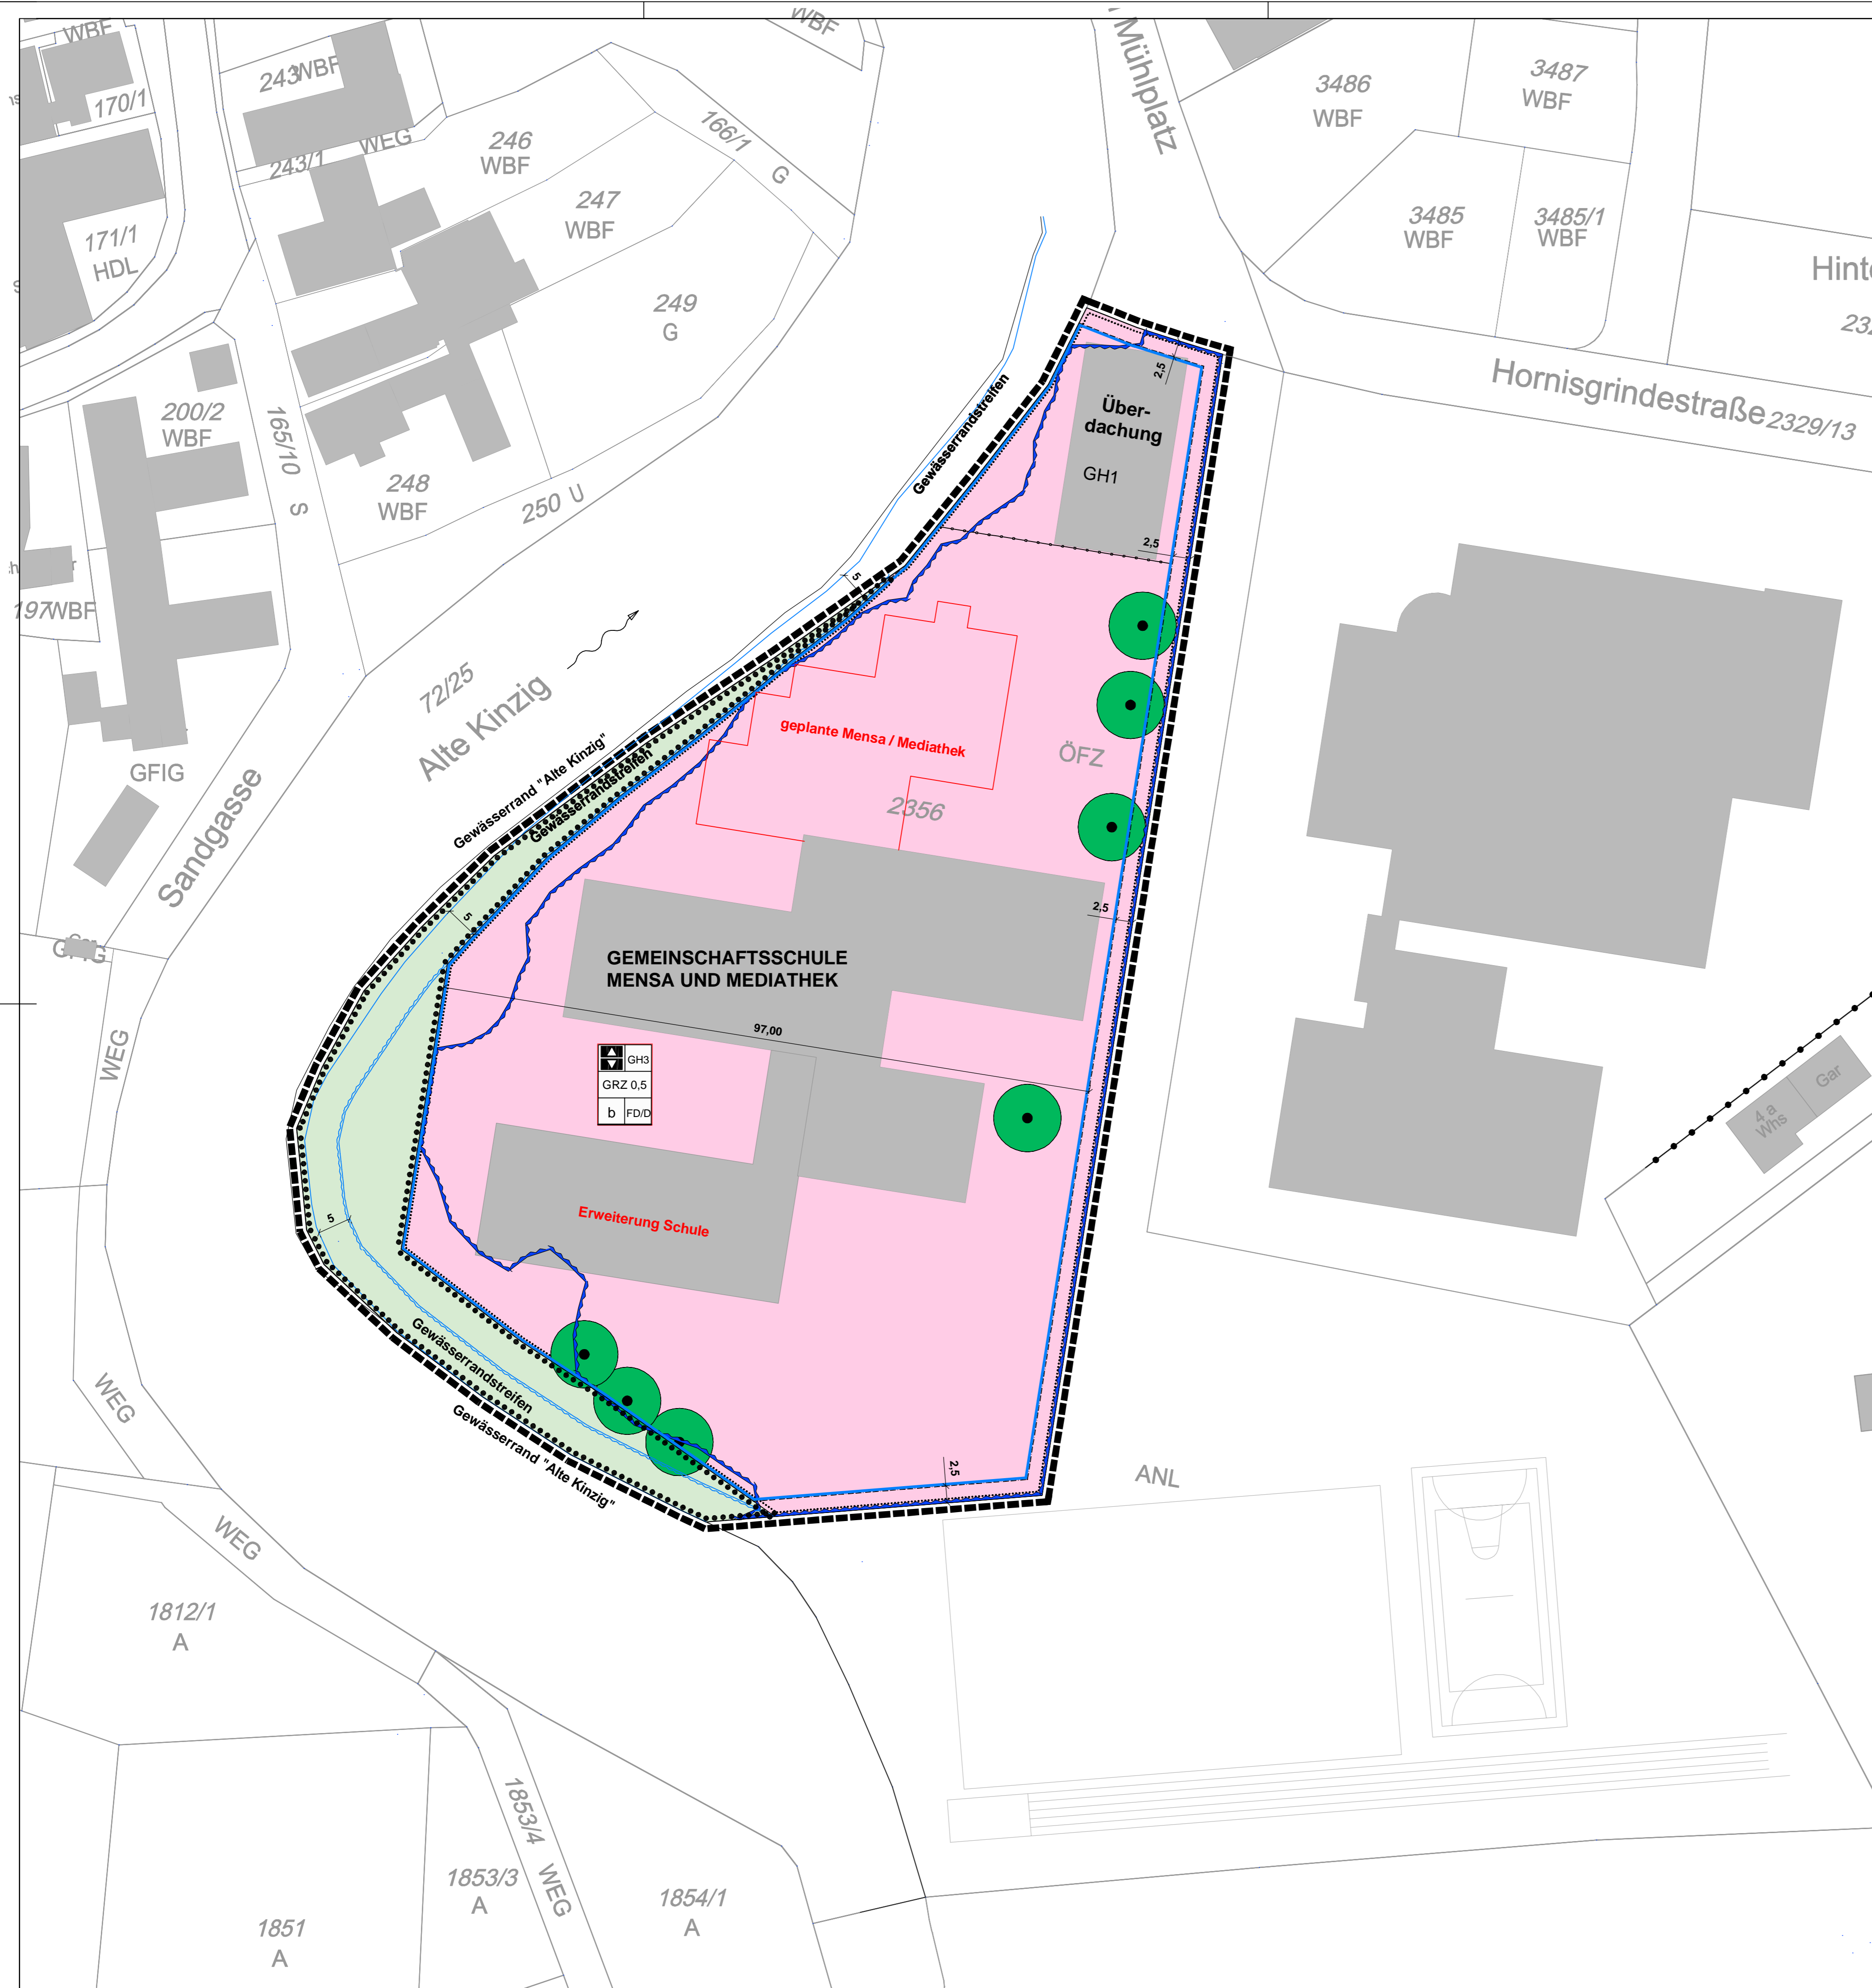 WBF
WBF
170/1
243
WBF
WEG
243/1
246
WBF
247
WBF
166/1
G
171/1
HDL
249
G
Mühlplatz
3486
WBF
3487
WBF
3485
WBF
3485/1
WBF
Hornisgrindestraße
2329/13
200/2
WBF
165/10
S
248
WBF
250 U
197
WBF
GFIG
Sandgasse
72/25
Alte Kinzig
Gewässerrandstreifen
Über-
dachung
GH1
2,5
2,5
5
geplante Mensa / Mediathek
ÖFZ
2356
Gewässerrand "Alte Kinzig"
Gewässerrandstreifen
5
2,5
GEMEINSCHAFTSSCHULE
MENSA UND MEDIATHEK
97,00
GH3
GRZ 0,5
b
FD/D
Erweiterung Schule
5
Gewässerrandstreifen
Gewässerrand "Alte Kinzig"
2,5
ANL
Gar
4 a
Whs
WEG
WEG
WEG
1812/1
A
1853/4
WEG
1853/3
A
1854/1
A
1851
A